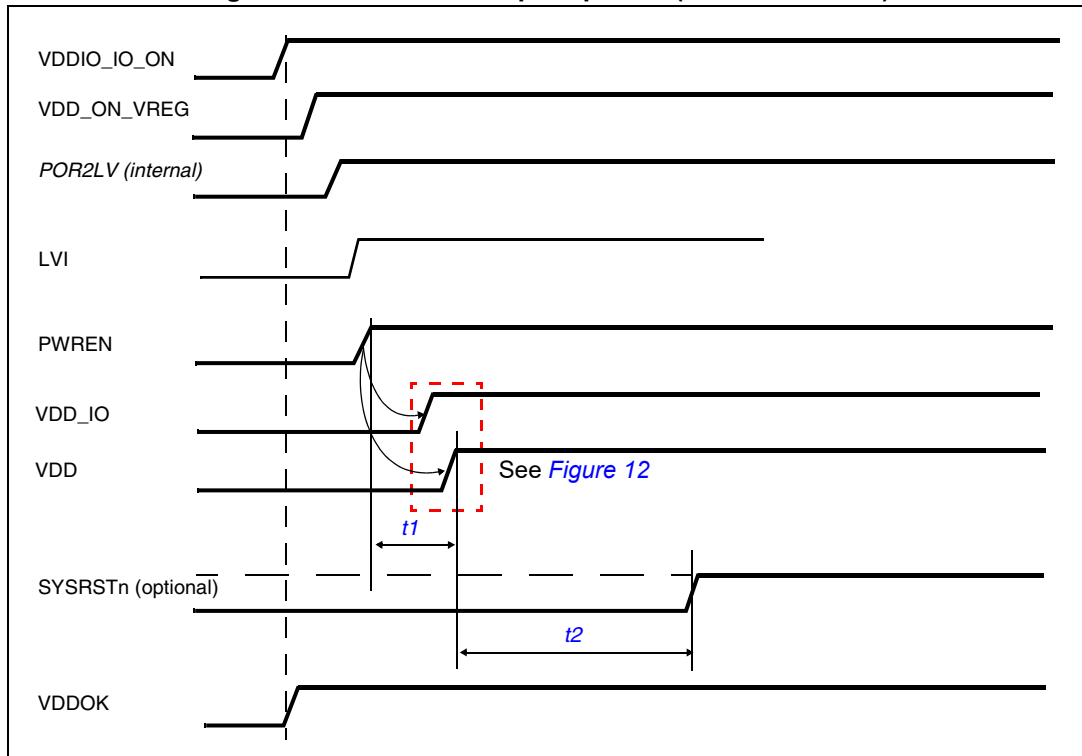 VDDIO_IO_ON
VDD_ON_VREG
POR2LV (internal)
LVI
PWREN
VDD_IO
VDD
See Figure 12
t1
SYSRSTn (optional)
t2
VDDOK